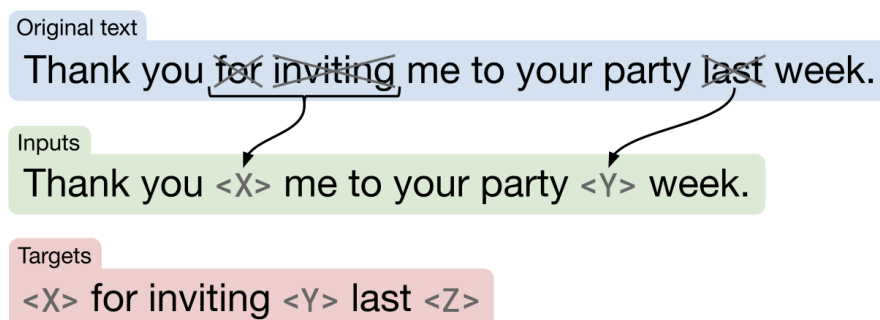 Original text
Thank you for inviting me to your party last week.
Inputs
Thank you <X> me to your party <Y> week.
Targets
<X> for inviting <Y> last <Z>